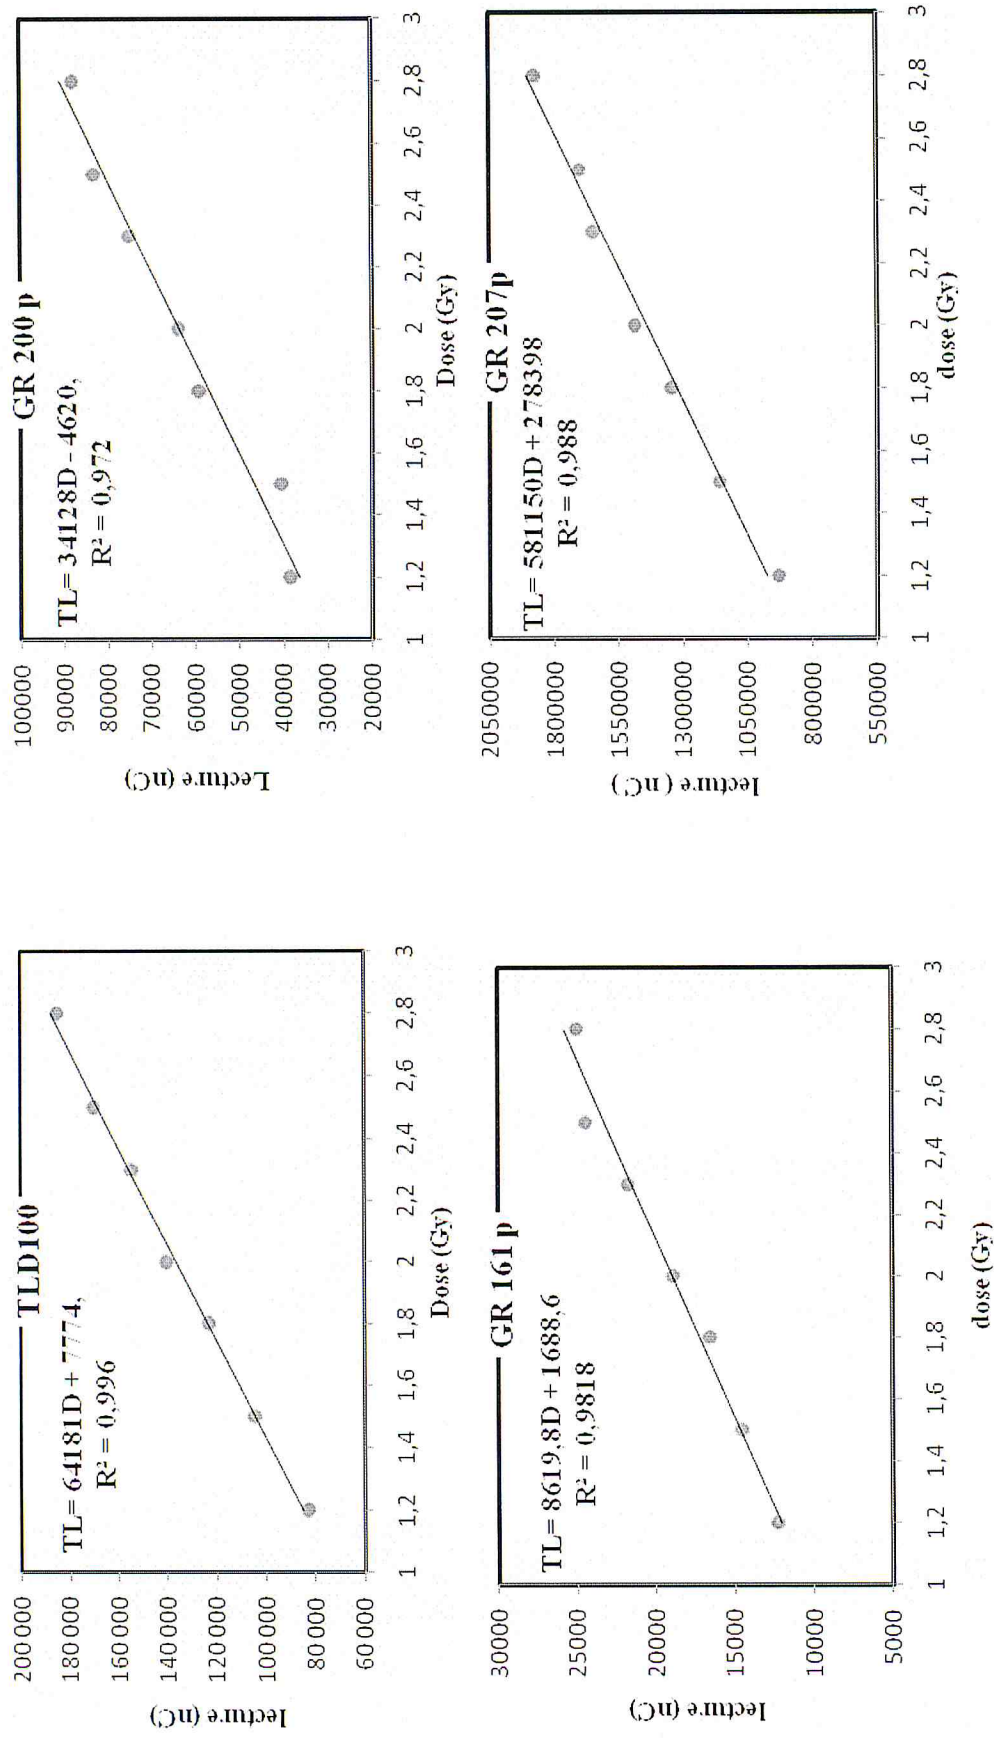 TLD100
TL= 64181D + 7774,
R² = 0,996
lecture (nC)
200 000
180 000
160 000
140 000
120 000
100 000
80 000
60 000
1 1,2 1,4 1,6 1,8 2 2,2 2,4 2,6 2,8 3
Dose (Gy)
GR 200 p
TL= 34128D - 4620,
R² = 0,972
Lecture (nC)
100000
90000
80000
70000
60000
50000
40000
30000
20000
1 1,2 1,4 1,6 1,8 2 2,2 2,4 2,6 2,8 3
Dose (Gy)
GR 161 p
TL= 8619,8D + 1688,6
R² = 0,9818
lecture (nC)
30000
25000
20000
15000
10000
5000
1 1,2 1,4 1,6 1,8 2 2,2 2,4 2,6 2,8 3
dose (Gy)
GR 207p
TL= 581150D + 278398
R² = 0,988
lecture ( nC )
2050000
1800000
1550000
1300000
1050000
800000
550000
1 1,2 1,4 1,6 1,8 2 2,2 2,4 2,6 2,8 3
dose (Gy)